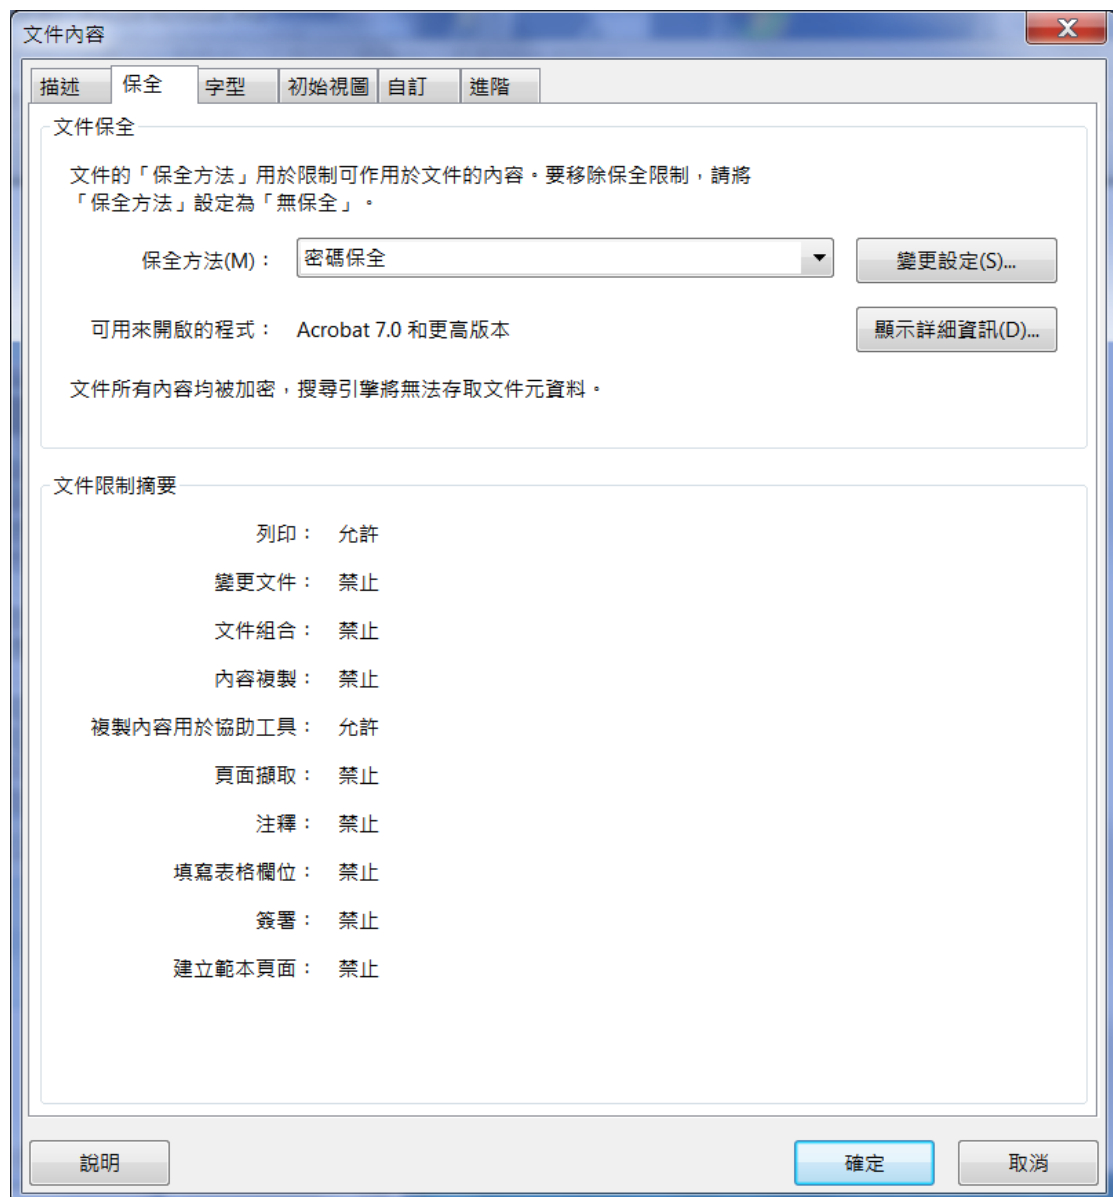 文件內容
描述 保全 字型 初始視圖 自訂 進階
文件保全
文件的「保全方法」用於限制可作用於文件的內容。要移除保全限制，請將
「保全方法」設定為「無保全」。
保全方法(M)： 密碼保全 變更設定(S)...
可用來開啟的程式： Acrobat 7.0 和更高版本 顯示詳細資訊(D)...
文件所有內容均被加密，搜尋引擎將無法存取文件元資料。
文件限制摘要
列印： 允許
變更文件： 禁止
文件組合： 禁止
內容複製： 禁止
複製內容用於協助工具： 允許
頁面擷取： 禁止
注釋： 禁止
填寫表格欄位： 禁止
簽署： 禁止
建立範本頁面： 禁止
說明 確定 取消